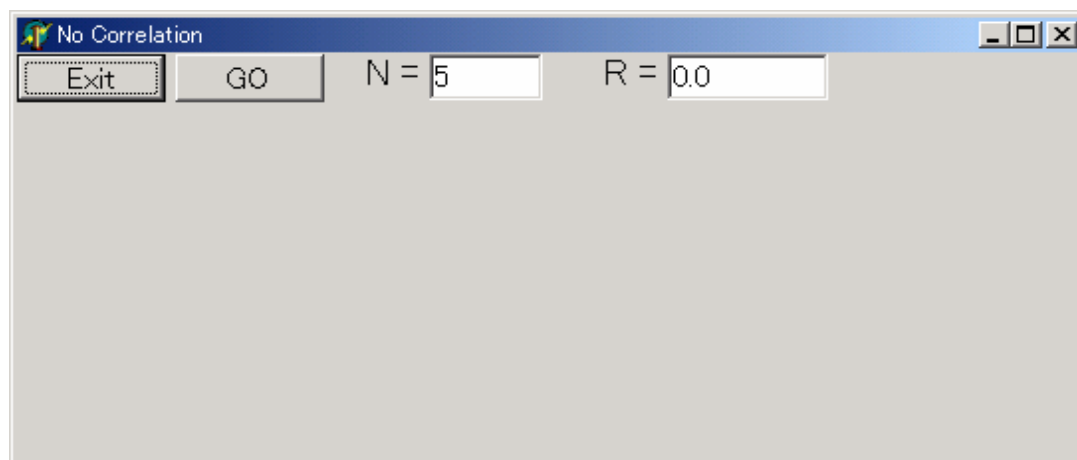 No Correlation
Exit GO N = 5 R = 0.0